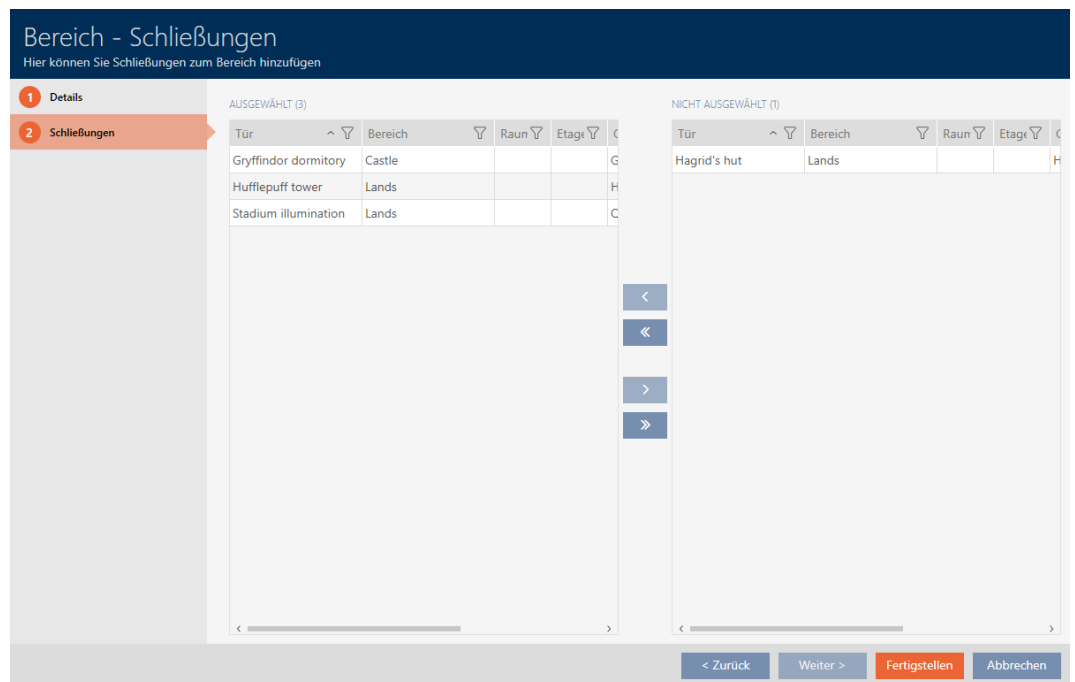 Bereich - Schließungen
Hier können Sie Schließungen zum Bereich hinzufügen
1 Details
2 Schließungen
AUSGEWÄHLT (3)
Tür Bereich Raum Etage
Gryffindor dormitory Castle G
Hufflepuff tower Lands H
Stadium illumination Lands
NICHT AUSGEWÄHLT (1)
Tür Bereich Raum Etage
Hagrid's hut Lands H
< Zurück Weiter > Fertigstellen Abbrechen